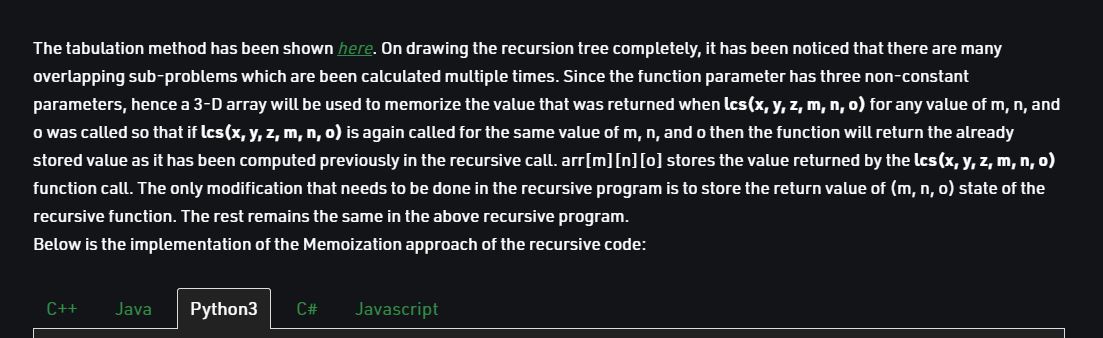 The tabulation method has been shown here. On drawing the recursion tree completely, it has been noticed that there are many
overlapping sub-problems which are been calculated multiple times. Since the function parameter has three non-constant
parameters, hence a 3-D array will be used to memorize the value that was returned when lcs(x, y, z, m, n, o) for any value of m, n, and
o was called so that if lcs(x, y, z, m, n, o) is again called for the same value of m, n, and o then the function will return the already
stored value as it has been computed previously in the recursive call. arr[m][n][o] stores the value returned by the lcs(x, y, z, m, n, o)
function call. The only modification that needs to be done in the recursive program is to store the return value of (m, n, o) state of the
recursive function. The rest remains the same in the above recursive program.
Below is the implementation of the Memoization approach of the recursive code:
C++ Java Python3 C# Javascript